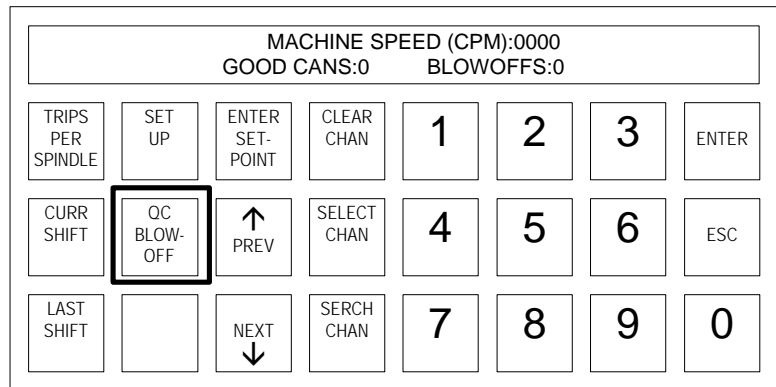 MACHINE SPEED (CPM):0000
GOOD CANS:0 BLOWOFFS:0
TRIPS
PER
SPINDLE
SET
UP
ENTER
SET-
POINT
CLEAR
CHAN
1
2
3
ENTER
CURR
SHIFT
QC
BLOW-
OFF
↑
PREV
SELECT
CHAN
4
5
6
ESC
LAST
SHIFT
NEXT
↓
SERCH
CHAN
7
8
9
0